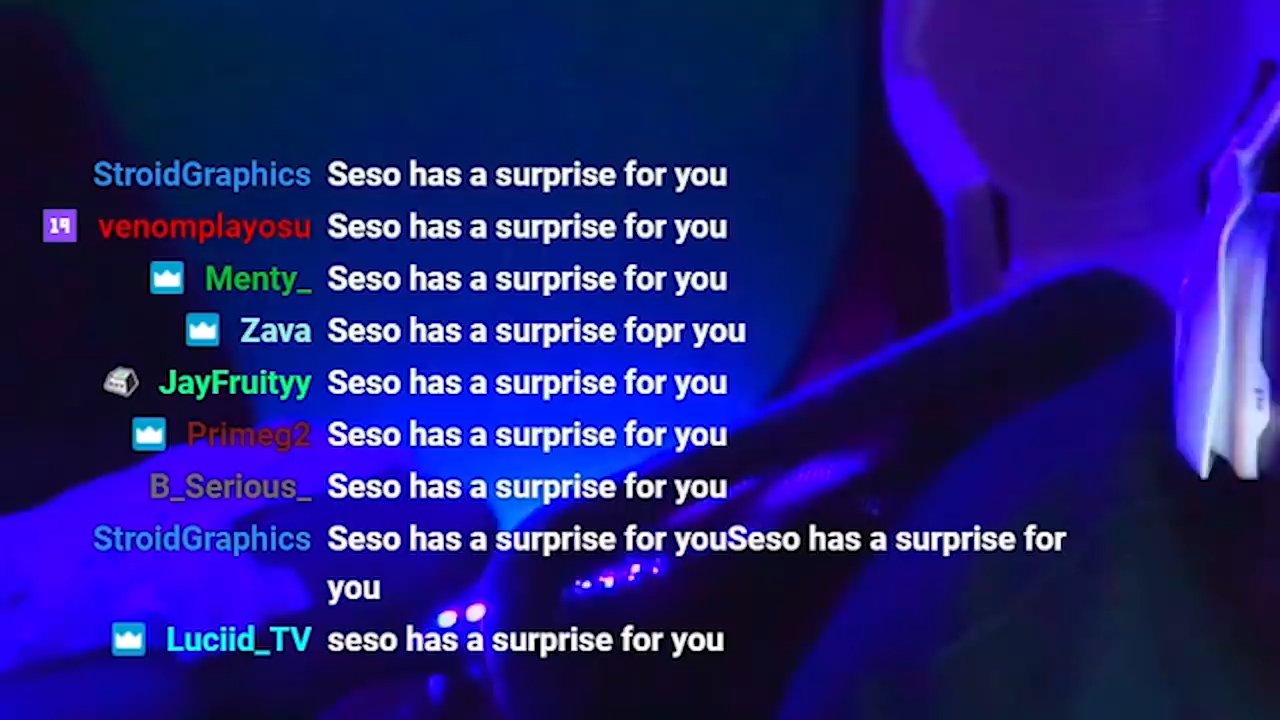 StroidGraphics Seso has a surprise for you
19 venomplayosu Seso has a surprise for you
Menty_ Seso has a surprise for you
Zava Seso has a surprise fopr you
JayFruityy Seso has a surprise for you
Primeg2 Seso has a surprise for you
B_Serious_ Seso has a surprise for you
StroidGraphics Seso has a surprise for youSeso has a surprise for
you
Luciid_TV seso has a surprise for you